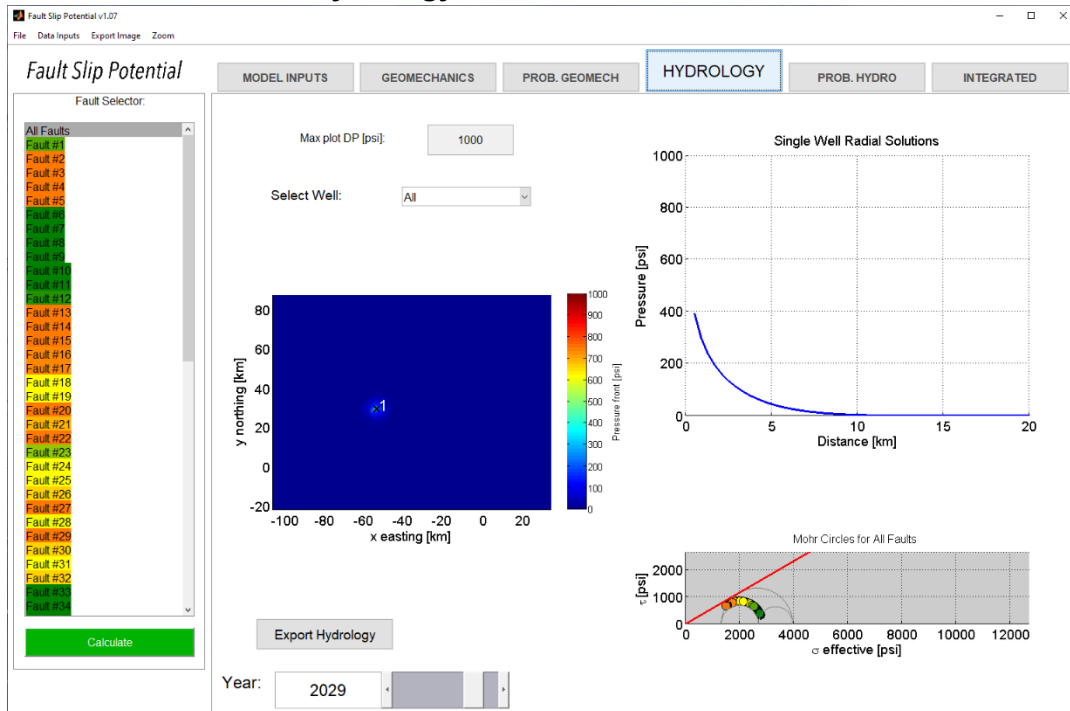 Fault Slip Potential v1.07
File Data Inputs Export Image Zoom
Fault Slip Potential
MODEL INPUTS
GEOMECHANICS
PROB. GEOMECH
HYDROLOGY
PROB. HYDRO
INTEGRATED
Fault Selector:
All Faults
Fault #1
Fault #2
Fault #3
Fault #4
Fault #5
Fault #6
Fault #7
Fault #8
Fault #9
Fault #10
Fault #11
Fault #12
Fault #13
Fault #14
Fault #15
Fault #16
Fault #17
Fault #18
Fault #19
Fault #20
Fault #21
Fault #22
Fault #23
Fault #24
Fault #25
Fault #26
Fault #27
Fault #28
Fault #29
Fault #30
Fault #31
Fault #32
Fault #33
Fault #34
Calculate
Max plot DP [psi]: 1000
Select Well: All
80
60
40
20
0
-20
y northing [km]
-100 -80 -60 -40 -20 0 20
x easting [km]
1
1000
900
800
700
600
500
400
300
200
100
0
Pressure front [psi]
Export Hydrology
Year: 2029
Single Well Radial Solutions
1000
800
600
400
200
0
Pressure [psi]
0 5 10 15 20
Distance [km]
Mohr Circles for All Faults
2000
1000
0
τ [psi]
0 2000 4000 6000 8000 10000 12000
σ effective [psi]